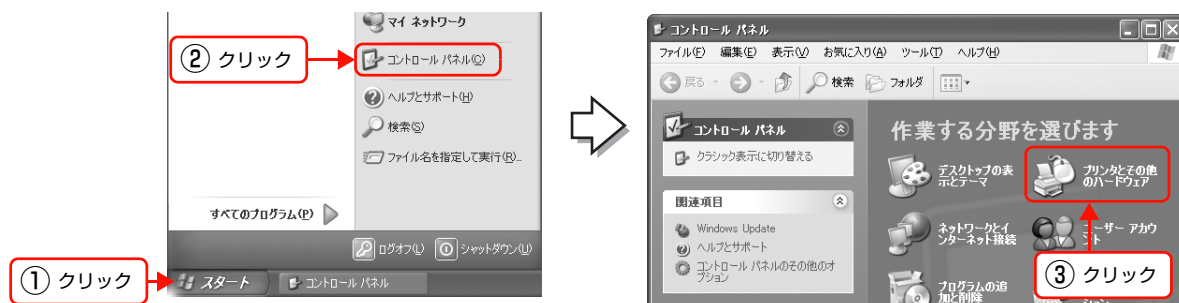 マイ ネットワーク
② クリック
コントロール パネル(C)
ヘルプとサポート(H)
検索(S)
ファイル名を指定して実行(R)...
すべてのプログラム(P)
ログオフ(L)
シャットダウン(U)
① クリック
スタート
コントロール パネル
コントロール パネル
ファイル(F) 編集(E) 表示(V) お気に入り(A) ツール(T) ヘルプ(H)
戻る
検索
フォルダ
コントロール パネル
クラシック表示に切り替える
関連項目
Windows Update
ヘルプとサポート
コントロール パネルのその他のオ
プション
作業する分野を選びます
デスクトップの表
示とテーマ
プリンタとその他
のハードウェア
ネットワークとイ
ンターネット接続
ーザー アカウ
ント
プログラムの追
加と削除
③ クリック